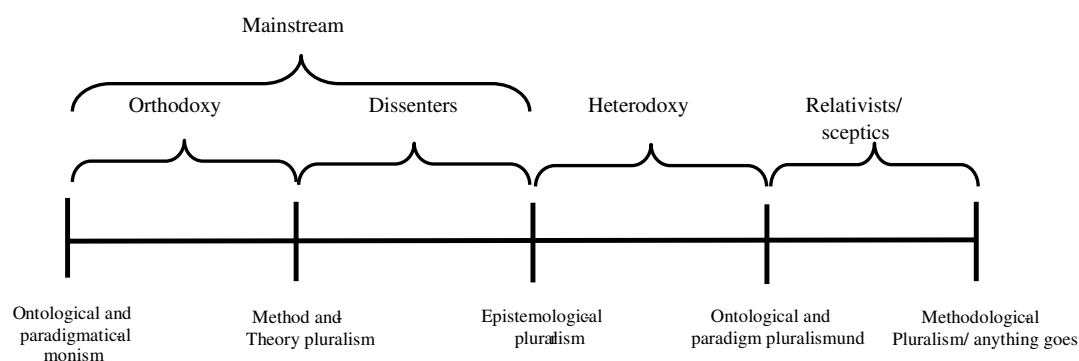 Mainstream
Orthodoxy
Dissenters
Heterodoxy
Relativists/
sceptics
Ontological and
paradigmatical-
monism
Method and-
Theory pluralism
Epistemological-
pluralism
Ontological and
paradigm pluralismund
Methodological-
Pluralism/ anything goes